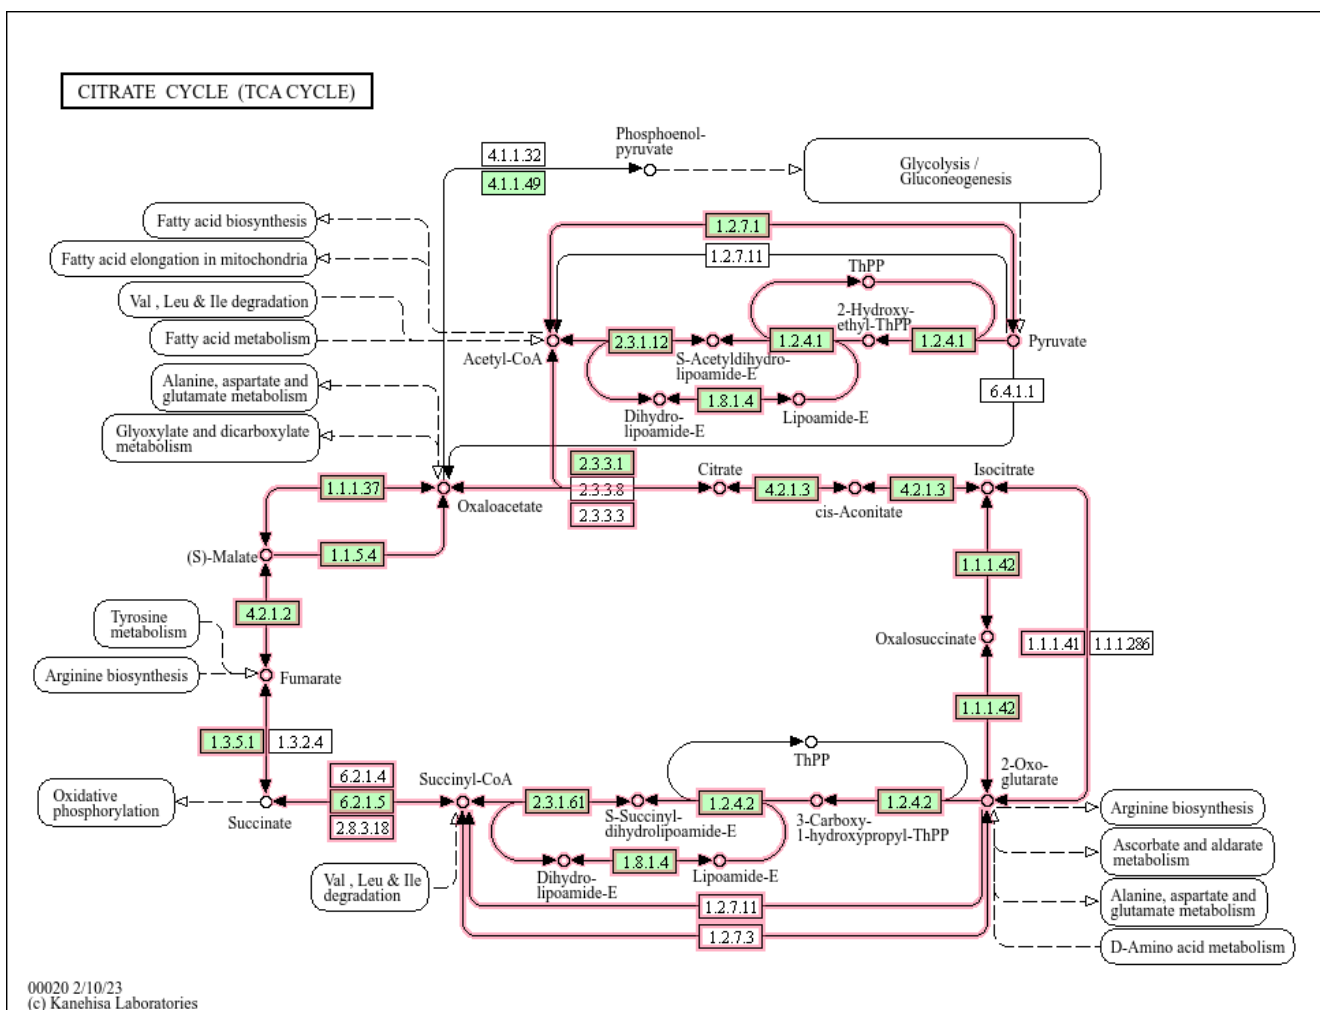 CITRATE CYCLE (TCA CYCLE)
Phosphoenol-
pyruvate
4.1.1.32
4.1.1.49
Glycolysis /
Gluconeogenesis
Fatty acid biosynthesis
Fatty acid elongation in mitochondria
Val , Leu & Ile degradation
Fatty acid metabolism
Alanine, aspartate and
glutamate metabolism
Glyoxylate and dicarboxylate
metabolism
1.2.7.1
1.2.7.11
ThPP
2-Hydroxy-
ethyl-ThPP
Acetyl-CoA
2.3.1.12
S-Acetyldihydro-
lipoamide-E
1.2.4.1
1.2.4.1
Pyruvate
Dihydro-
lipoamide-E
1.8.1.4
Lipoamide-E
6.4.1.1
1.1.1.37
Oxaloacetate
2.3.3.1
2.3.3.8
2.3.3.3
Citrate
4.2.1.3
cis-Aconitate
4.2.1.3
Isocitrate
(S)-Malate
1.1.5.4
1.1.1.42
4.2.1.2
Tyrosine
metabolism
Arginine biosynthesis
Fumarate
Oxalosuccinate
1.1.1.41
1.1.1.286
1.1.1.42
1.3.5.1
1.3.2.4
ThPP
2-Oxo-
glutarate
Oxidative
phosphorylation
Succinate
6.2.1.4
6.2.1.5
2.8.3.18
Succinyl-CoA
2.3.1.61
S-Succinyl-
dihydrolipoamide-E
1.2.4.2
3-Carboxy-
1-hydroxypropyl-ThPP
1.2.4.2
Arginine biosynthesis
Ascorbate and aldarate
metabolism
Alanine, aspartate and
glutamate metabolism
D-Amino acid metabolism
Val , Leu & Ile
degradation
Dihydro-
lipoamide-E
1.8.1.4
Lipoamide-E
1.2.7.11
1.2.7.3
00020 2/10/23
(c) Kanehisa Laboratories